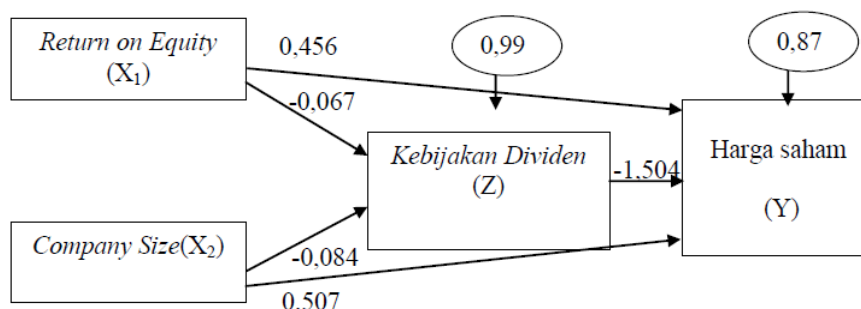 Return on Equity
(X₁)
0,456
0,99
0,87
-0,067
Kebijakan Dividen
(Z)
-1,504
Harga saham
(Y)
Company Size(X₂)
-0,084
0,507